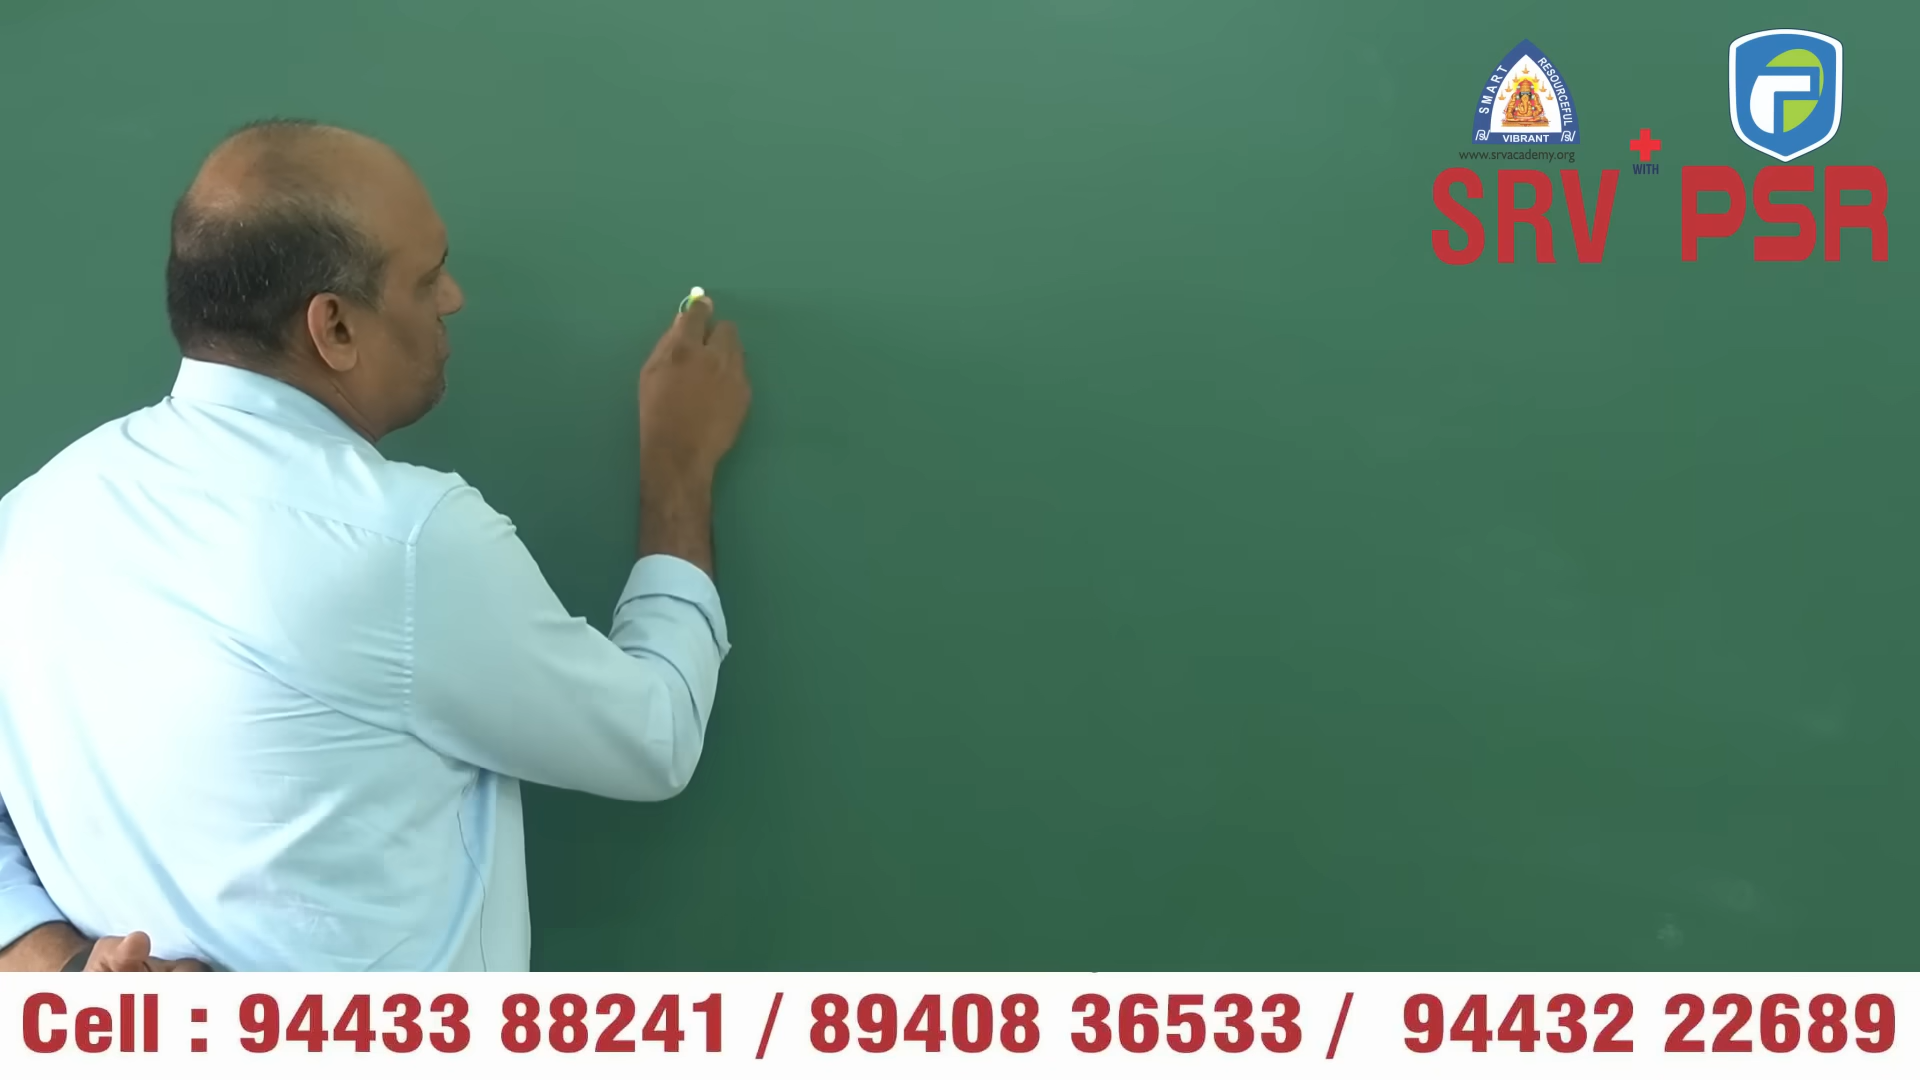 SMART RESOURCEFUL
VIBRANT
www.srvacademy.org
SRV WITH PSR
Cell : 94433 88241 / 89408 36533 / 94432 22689